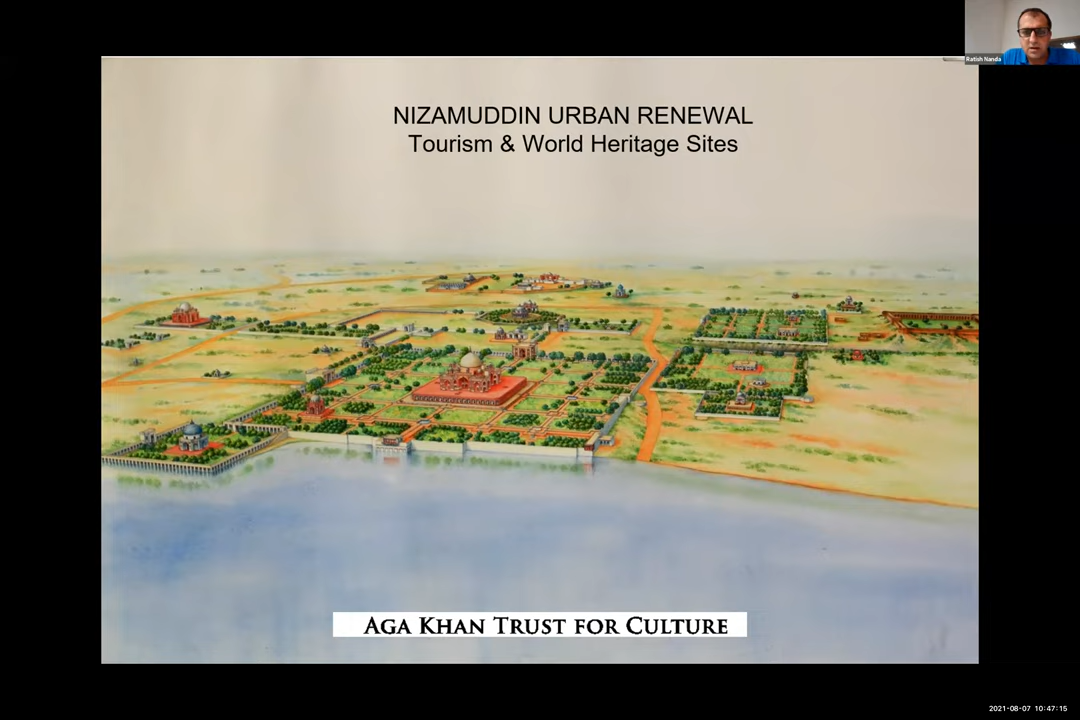 Ratish Nanda
NIZAMUDDIN URBAN RENEWAL
Tourism & World Heritage Sites
AGA KHAN TRUST FOR CULTURE
2021-08-07 10:47:15